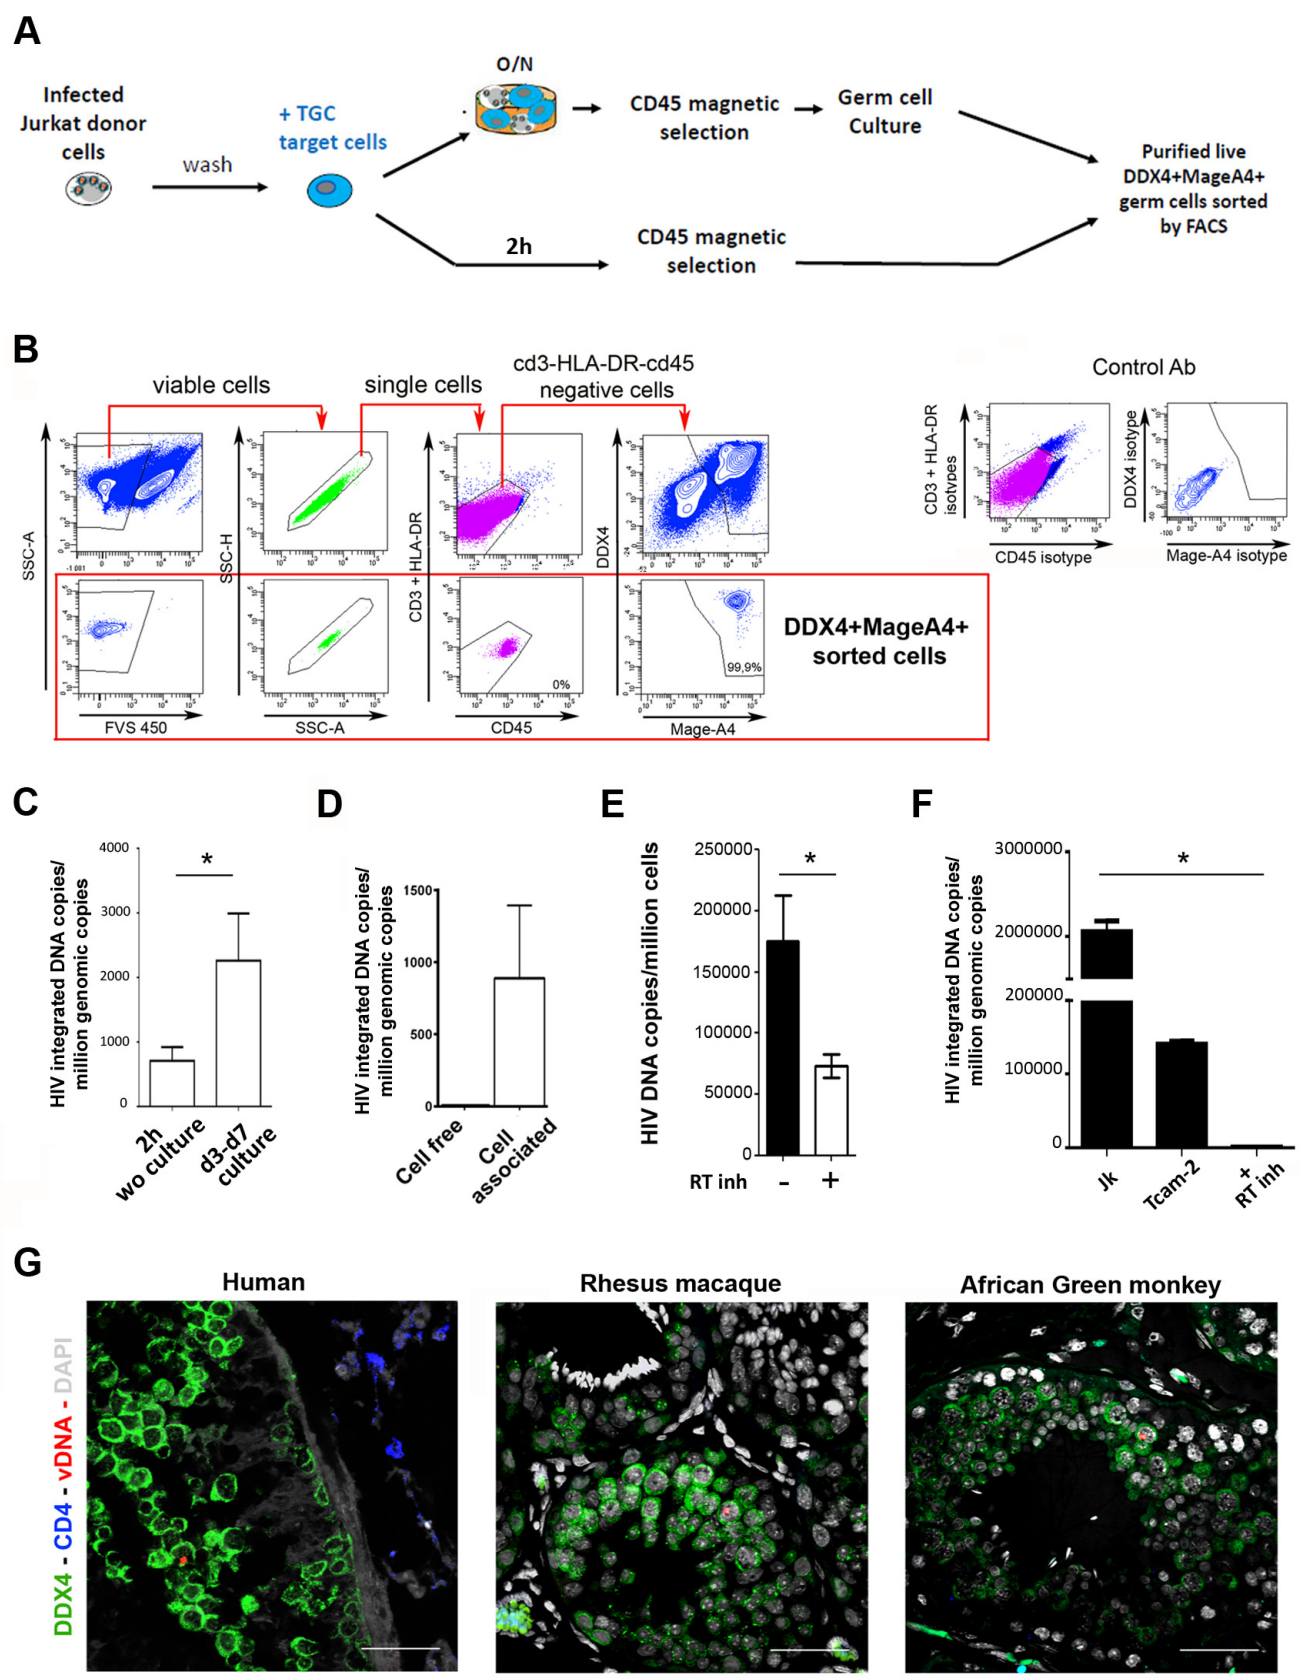 A
Infected
Jurkat donor
cells
wash
+ TGC
target cells
O/N
CD45 magnetic
selection
Germ cell
Culture
2h
CD45 magnetic
selection
Purified live
DDX4+MageA4+
germ cells sorted
by FACS
B
viable cells
single cells
cd3-HLA-DR-cd45
negative cells
Control Ab
SSC-A
SSC-H
CD3 + HLA-DR
DDX4
CD3 + HLA-DR
isotypes
DDX4 isotype
CD45 isotype
Mage-A4 isotype
0%
99,9%
DDX4+MageA4+
sorted cells
FVS 450
SSC-A
CD45
Mage-A4
C
HIV integrated DNA copies/
million genomic copies
4000
3000
2000
1000
0
*
2h
wo culture
d3-d7
culture
D
HIV integrated DNA copies/
million genomic copies
1500
1000
500
0
Cell free
Cell
associated
E
HIV DNA copies/million cells
250000
200000
150000
100000
50000
0
*
RT inh - +
F
HIV integrated DNA copies/
million genomic copies
3000000
2000000
200000
100000
0
*
Jk
Tcam-2
+
RT inh
G
Human
Rhesus macaque
African Green monkey
DDX4 - CD4 - vDNA - DAPI